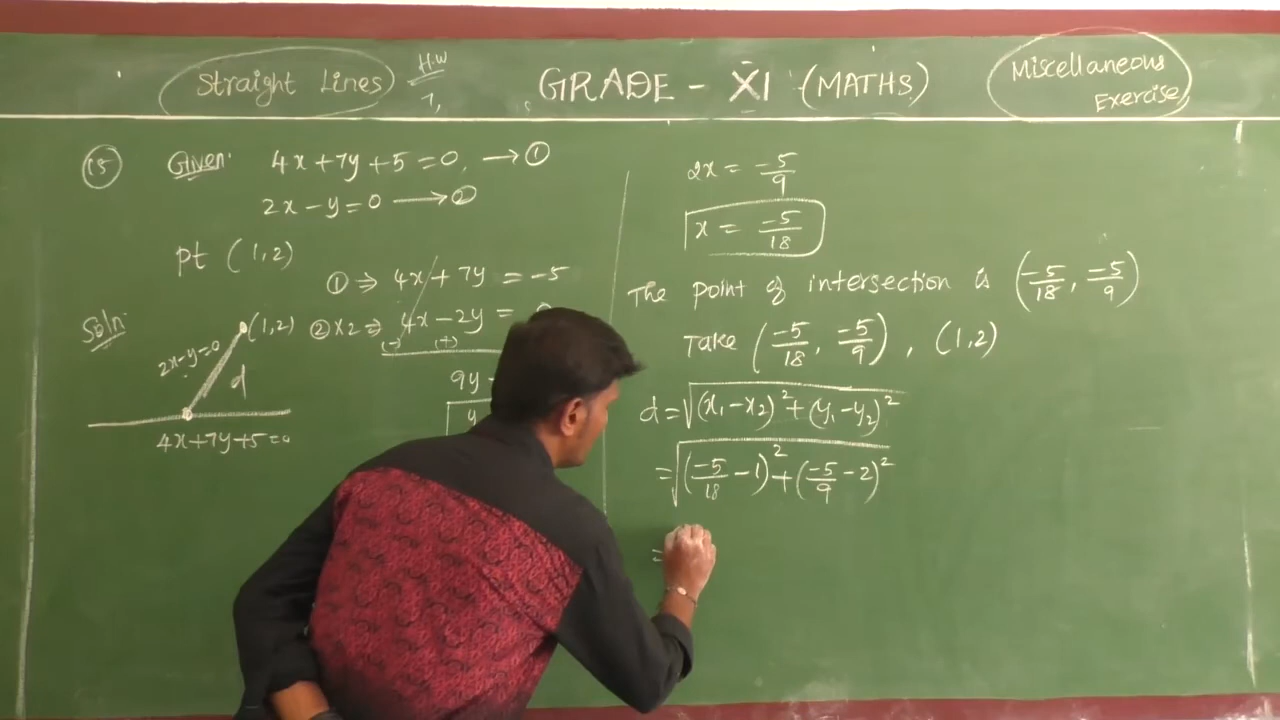 Straight Lines
H.W
1,
GRADE - XI (MATHS)
Miscellaneous
Exercise
15 Given: 4x+7y+5=0, → ①
2x-y=0 → ②
pt (1,2)
Soln:
(1,2)
2x-y=0
d
4x+7y+5=0
① ⇒ 4x + 7y = -5
②×2 ⇒ 4x - 2y =
(-) (+)
9y
y
2x = -5/9
x = -5/18
The point of intersection is (-5/18, -5/9)
Take (-5/18, -5/9), (1,2)
d = √(x₁-x₂)²+(y₁-y₂)²
= √(-5/18 - 1)²+(-5/9 - 2)²
=